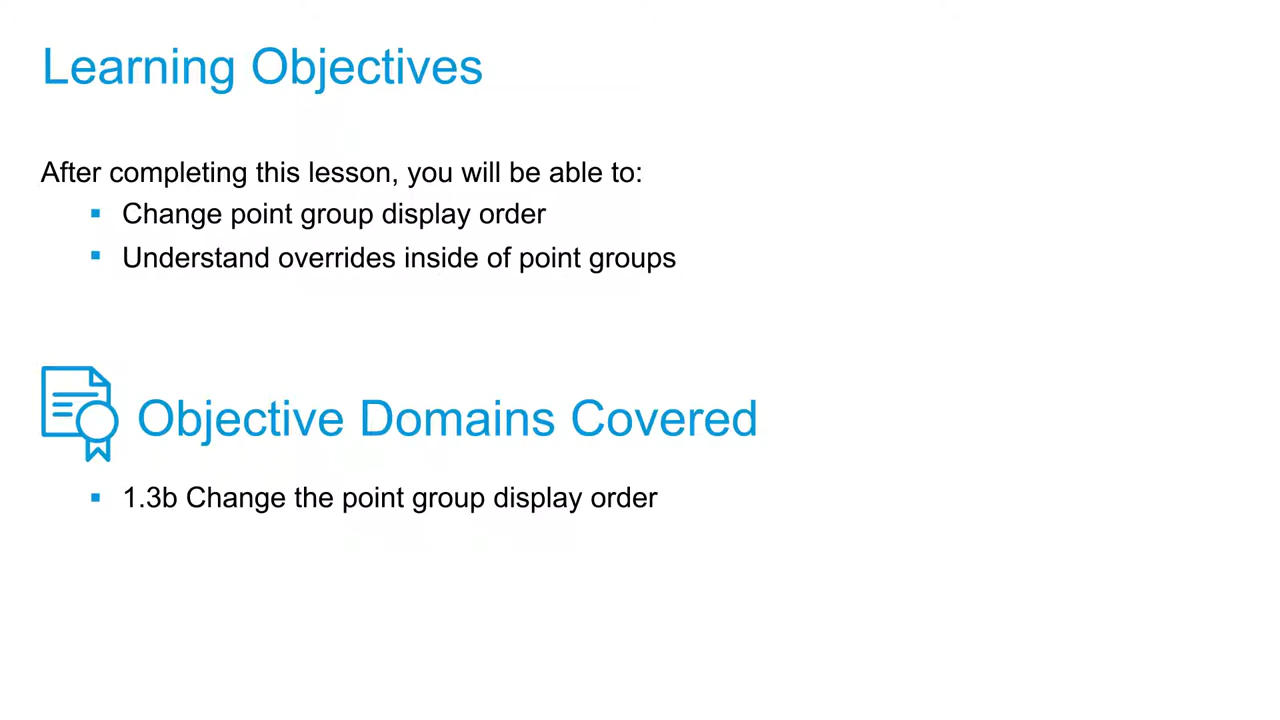 Learning Objectives
After completing this lesson, you will be able to:
▪ Change point group display order
▪ Understand overrides inside of point groups
Objective Domains Covered
▪ 1.3b Change the point group display order